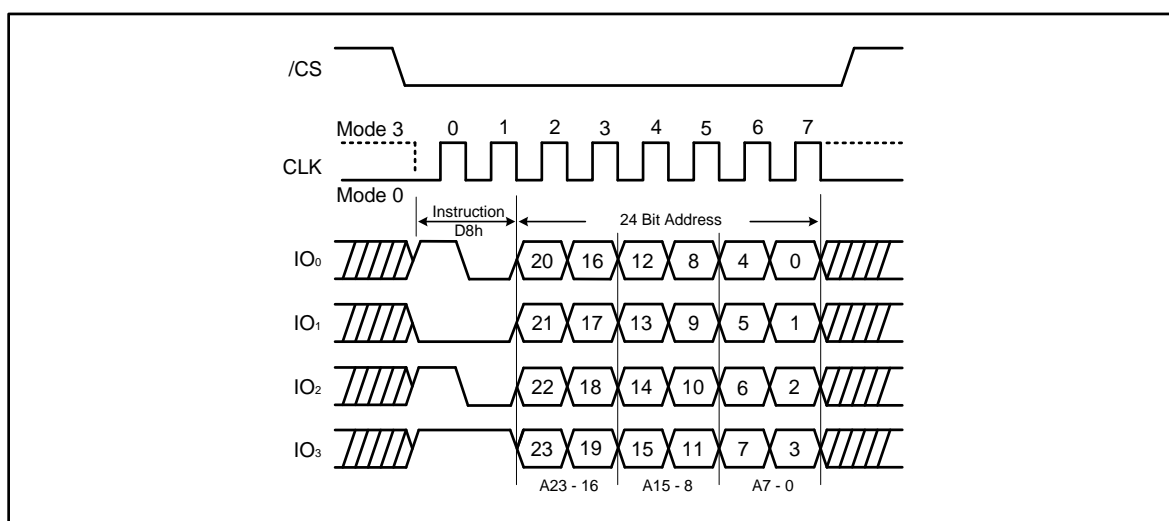 /CS
Mode 3 0 1 2 3 4 5 6 7
CLK
Mode 0
Instruction 24 Bit Address
D8h
IO₀ 20 16 12 8 4 0
IO₁ 21 17 13 9 5 1
IO₂ 22 18 14 10 6 2
IO₃ 23 19 15 11 7 3
A23 - 16 A15 - 8 A7 - 0